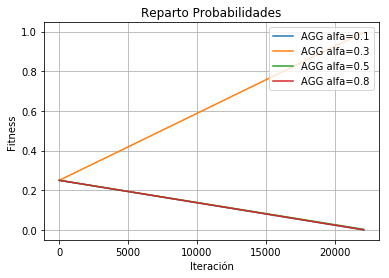 Reparto Probabilidades
Fitness
1.0
0.8
0.6
0.4
0.2
0.0
AGG alfa=0.1
AGG alfa=0.3
AGG alfa=0.5
AGG alfa=0.8
0
5000
10000
15000
20000
Iteración